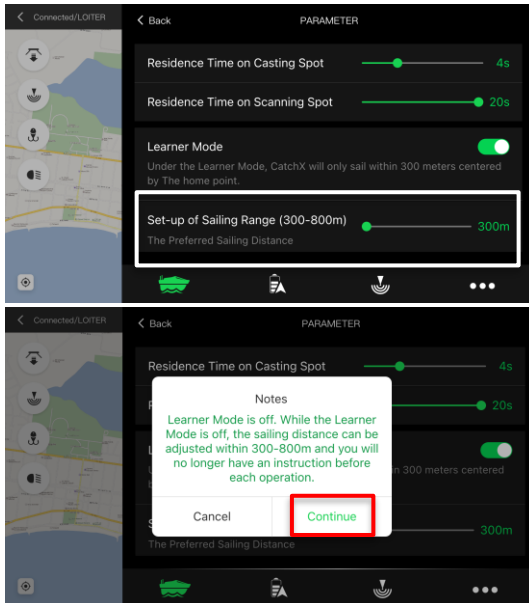 Connected/LOITER
Back
PARAMETER
Residence Time on Casting Spot
4s
Residence Time on Scanning Spot
20s
Learner Mode
Under the Learner Mode, CatchX will only sail within 300 meters centered
by The home point.
Set-up of Sailing Range (300-800m)
300m
The Preferred Sailing Distance
Connected/LOITER
Back
PARAMETER
Residence Time on Casting Spot
4s
20s
Notes
Learner Mode is off. While the Learner
Mode is off, the sailing distance can be
adjusted within 300-800m and you will
no longer have an instruction before
each operation.
in 300 meters centered
Cancel
Continue
300m
The Preferred Sailing Distance